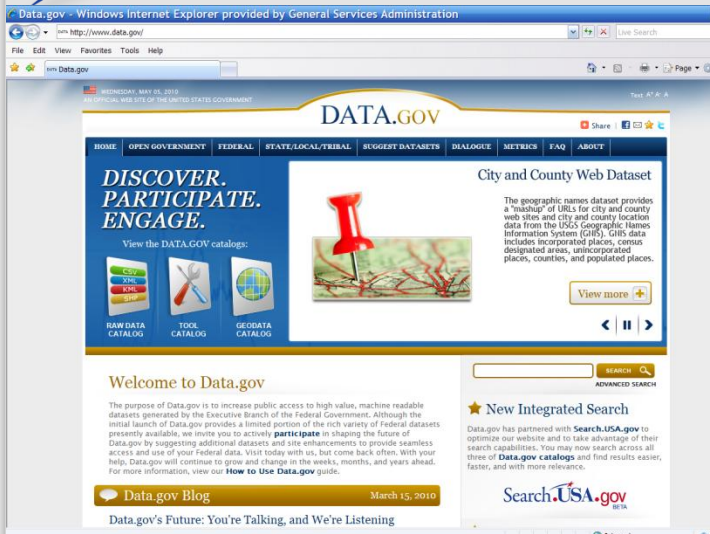 Data.gov - Windows Internet Explorer provided by General Services Administration
http://www.data.gov/
Live Search
File Edit View Favorites Tools Help
Data.gov
Page
WEDNESDAY, MAY 05, 2010
AN OFFICIAL WEB SITE OF THE UNITED STATES GOVERNMENT
Text A+ A- A
DATA.GOV
Share
HOME OPEN GOVERNMENT FEDERAL STATE/LOCAL/TRIBAL SUGGEST DATASETS DIALOGUE METRICS FAQ ABOUT
DISCOVER.
PARTICIPATE.
ENGAGE.
View the DATA.GOV catalogs:
CSV
XML
KML
SHP
RAW DATA
CATALOG
TOOL
CATALOG
GEODATA
CATALOG
City and County Web Dataset
The geographic names dataset provides
a "mashup" of URLs for city and county
web sites and city and county location
data from the USGS Geographic Names
Information System (GNIS). GNIS data
includes incorporated places, census
designated areas, unincorporated
places, counties, and populated places.
View more
Welcome to Data.gov
The purpose of Data.gov is to increase public access to high value, machine readable
datasets generated by the Executive Branch of the Federal Government. Although the
initial launch of Data.gov provides a limited portion of the rich variety of Federal datasets
presently available, we invite you to actively participate in shaping the future of
Data.gov by suggesting additional datasets and site enhancements to provide seamless
access and use of your Federal data. Visit today with us, but come back often. With your
help, Data.gov will continue to grow and change in the weeks, months, and years ahead.
For more information, view our How to Use Data.gov guide.
Data.gov Blog March 15, 2010
Data.gov's Future: You're Talking, and We're Listening
SEARCH
ADVANCED SEARCH
New Integrated Search
Data.gov has partnered with Search.USA.gov to
optimize our website and to take advantage of their
search capabilities. You may now search across all
three of Data.gov catalogs and find results easier,
faster, and with more relevance.
Search.USA.gov
BETA